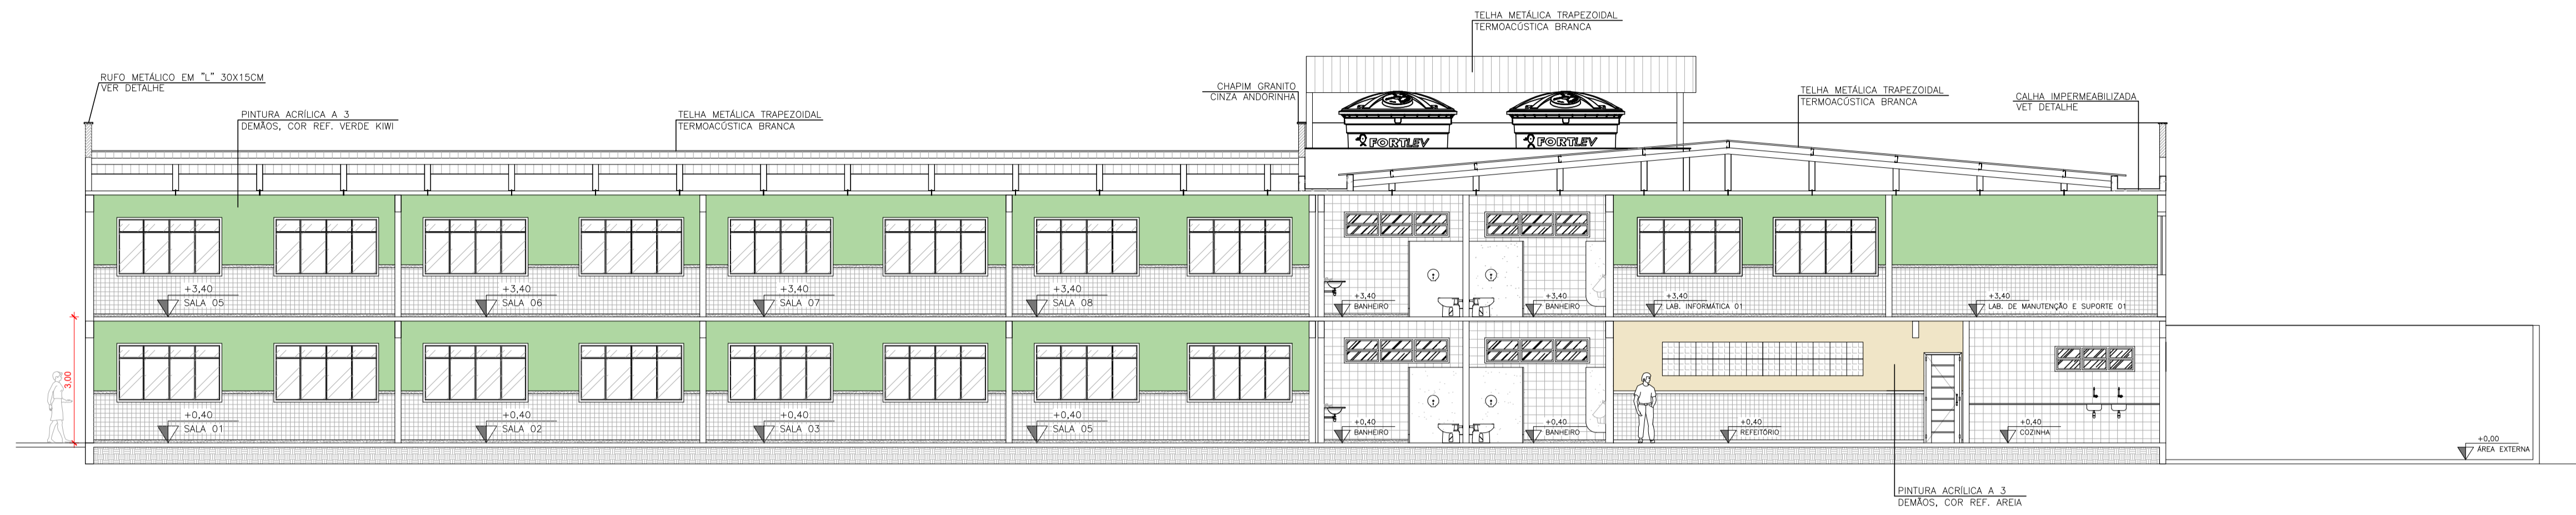 TELHA METÁLICA TRAPEZOIDAL
TERMOACÚSTICA BRANCA
RUFO METÁLICO EM "L" 30X15CM
VER DETALHE
CHAPIM GRANITO
CINZA ANDORINHA
TELHA METÁLICA TRAPEZOIDAL
TERMOACÚSTICA BRANCA
CALHA IMPERMEABILIZADA
VET DETALHE
PINTURA ACRÍLICA A 3
DEMÃOS, COR REF. VERDE KIWI
TELHA METÁLICA TRAPEZOIDAL
TERMOACÚSTICA BRANCA
FORTLEV
FORTLEV
+3,40
SALA 05
+3,40
SALA 06
+3,40
SALA 07
+3,40
SALA 08
+3,40
BANHEIRO
+3,40
BANHEIRO
+3,40
LAB. INFORMÁTICA 01
+3,40
LAB. DE MANUTENÇÃO E SUPORTE 01
3,00
+0,40
SALA 01
+0,40
SALA 02
+0,40
SALA 03
+0,40
SALA 05
+0,40
BANHEIRO
+0,40
BANHEIRO
+0,40
REFEITÓRIO
+0,40
COZINHA
+0,00
ÁREA EXTERNA
PINTURA ACRÍLICA A 3
DEMÃOS, COR REF. AREIA